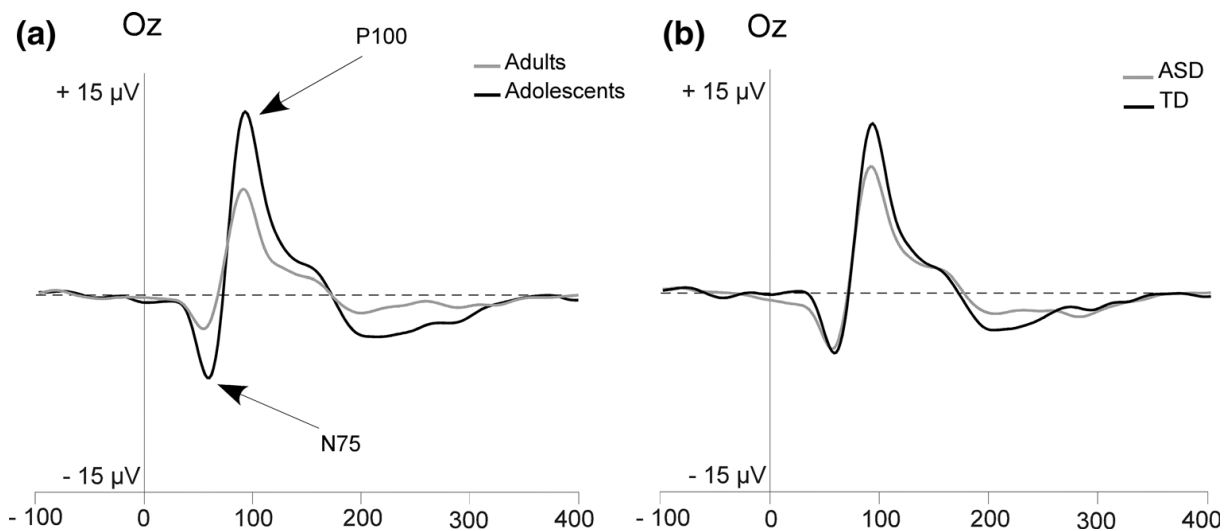 (a)
Oz
P100
Adults
Adolescents
+ 15 µV
N75
- 15 µV
- 100 0 100 200 300 400
(b)
Oz
ASD
TD
+ 15 µV
- 15 µV
- 100 0 100 200 300 400